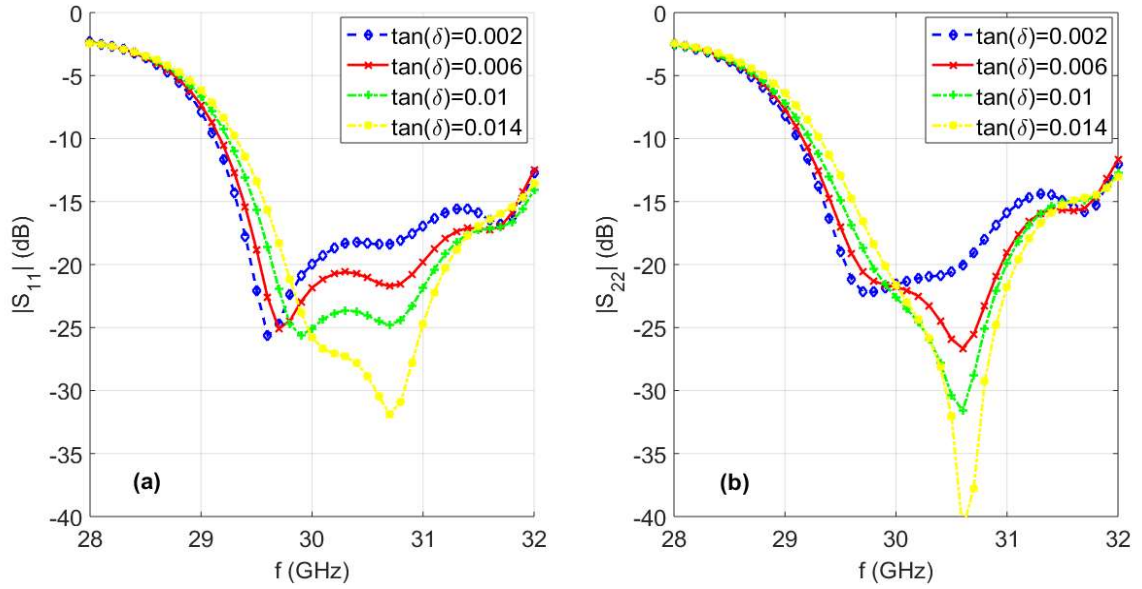 0
-5
-10
-15
-20
-25
-30
-35
-40
|S11| (dB)
28
29
30
31
32
f (GHz)
(a)
tan(δ)=0.002
tan(δ)=0.006
tan(δ)=0.01
tan(δ)=0.014
0
-5
-10
-15
-20
-25
-30
-35
-40
|S22| (dB)
28
29
30
31
32
f (GHz)
(b)
tan(δ)=0.002
tan(δ)=0.006
tan(δ)=0.01
tan(δ)=0.014